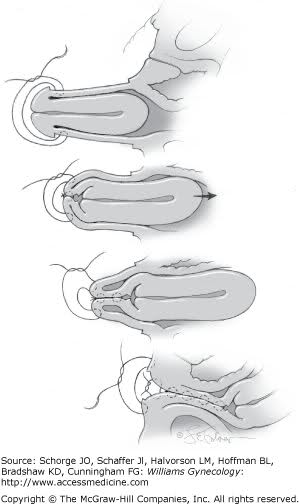 Source: Schorge JO, Schaffer Jl, Halvorson LM, Hoffman BL,
Bradshaw KD, Cunningham FG: Williams Gynecology:
http://www.accessmedicine.com
Copyright © The McGraw-Hill Companies, Inc. All rights reserved.